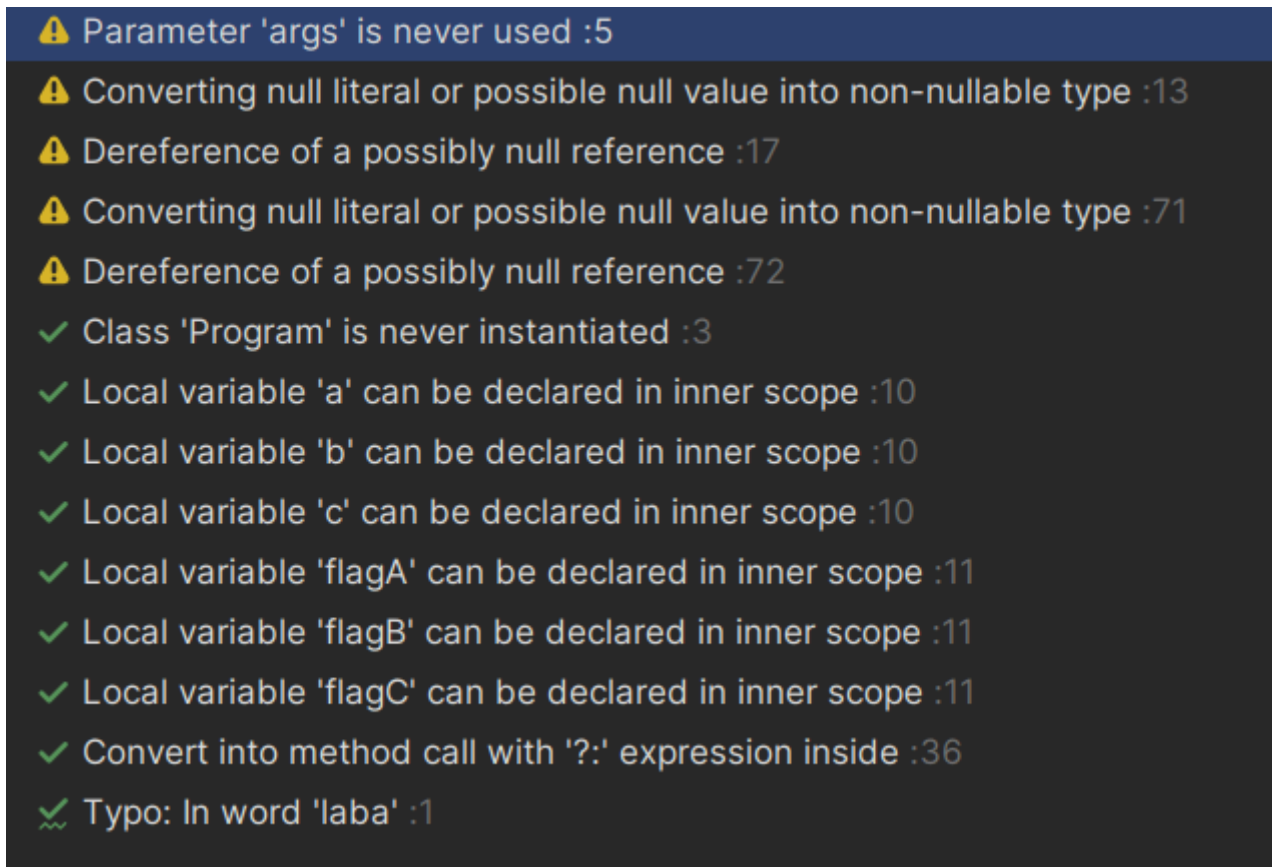 Parameter 'args' is never used :5
Converting null literal or possible null value into non-nullable type :13
Dereference of a possibly null reference :17
Converting null literal or possible null value into non-nullable type :71
Dereference of a possibly null reference :72
Class 'Program' is never instantiated :3
Local variable 'a' can be declared in inner scope :10
Local variable 'b' can be declared in inner scope :10
Local variable 'c' can be declared in inner scope :10
Local variable 'flagA' can be declared in inner scope :11
Local variable 'flagB' can be declared in inner scope :11
Local variable 'flagC' can be declared in inner scope :11
Convert into method call with '?:' expression inside :36
Typo: In word 'laba' :1